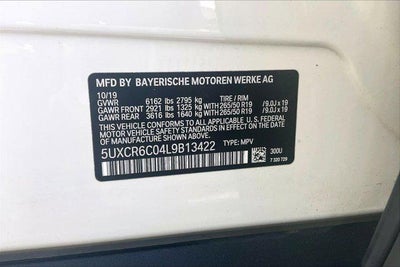 MFD BY BAYERISCHE MOTOREN WERKE AG
10/19
GVWR 6162 lbs 2795 kg TIRE / RIM
GAWR FRONT 2921 lbs 1325 kg 265/50 R19 /9.0J x 19
GAWR REAR 3616 lbs 1640 kg 265/50 R19 /9.0J x 19
THIS VEHICLE CONFORMS TO ALL APPLICABLE U.S. FEDERAL
MOTOR VEHICLE SAFETY STANDARDS IN EFFECT ON THE DATE OF
MANUFACTURE SHOWN ABOVE.
5UXCR6C04L9B13422 TYPE: MPV
300U
7 320 729